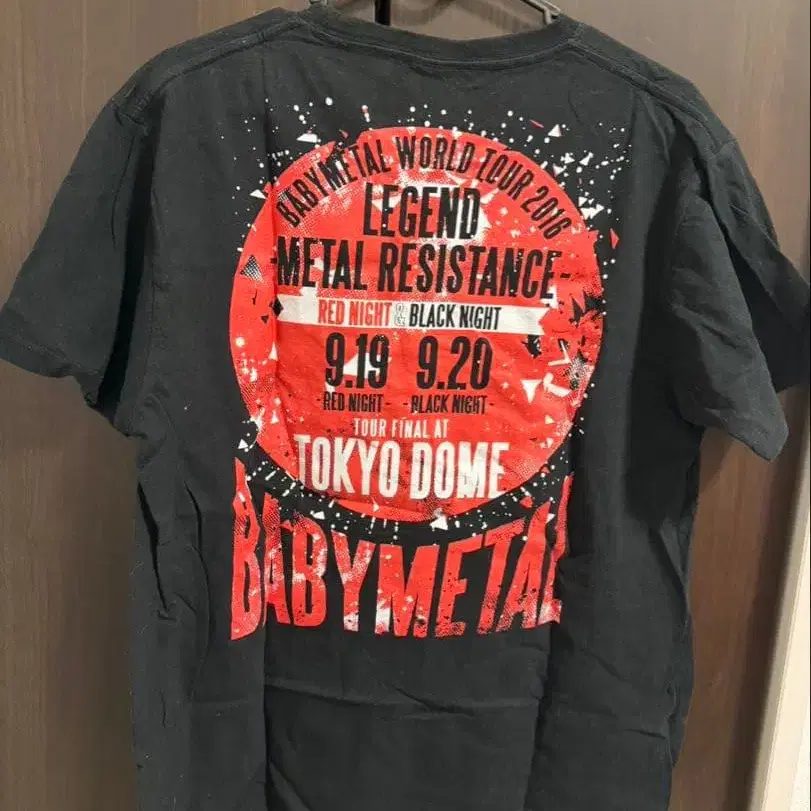 BABYMETAL WORLD TOUR 2016
LEGEND
-METAL RESISTANCE-
RED NIGHT & BLACK NIGHT
9.19 9.20
-RED NIGHT- -BLACK NIGHT-
TOUR FINAL AT
TOKYO DOME
BABYMETAL